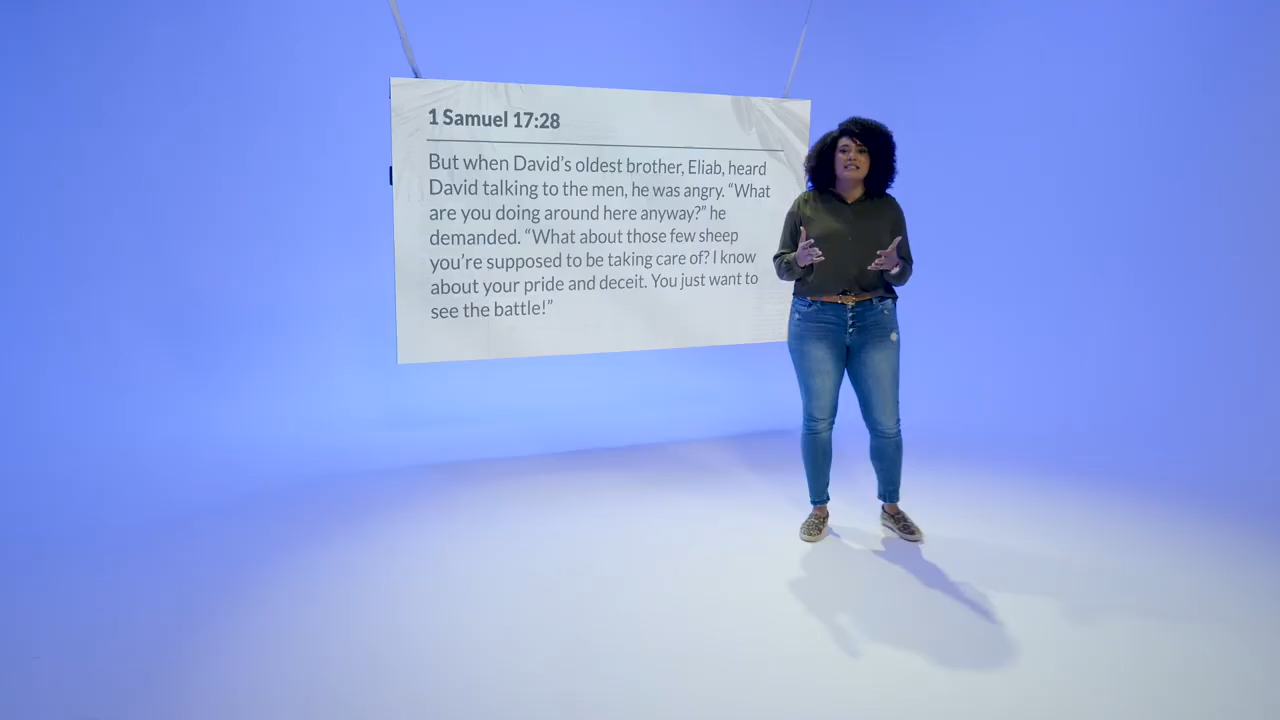 1 Samuel 17:28
But when David's oldest brother, Eliab, heard
David talking to the men, he was angry. “What
are you doing around here anyway?” he
demanded. “What about those few sheep
you're supposed to be taking care of? I know
about your pride and deceit. You just want to
see the battle!”